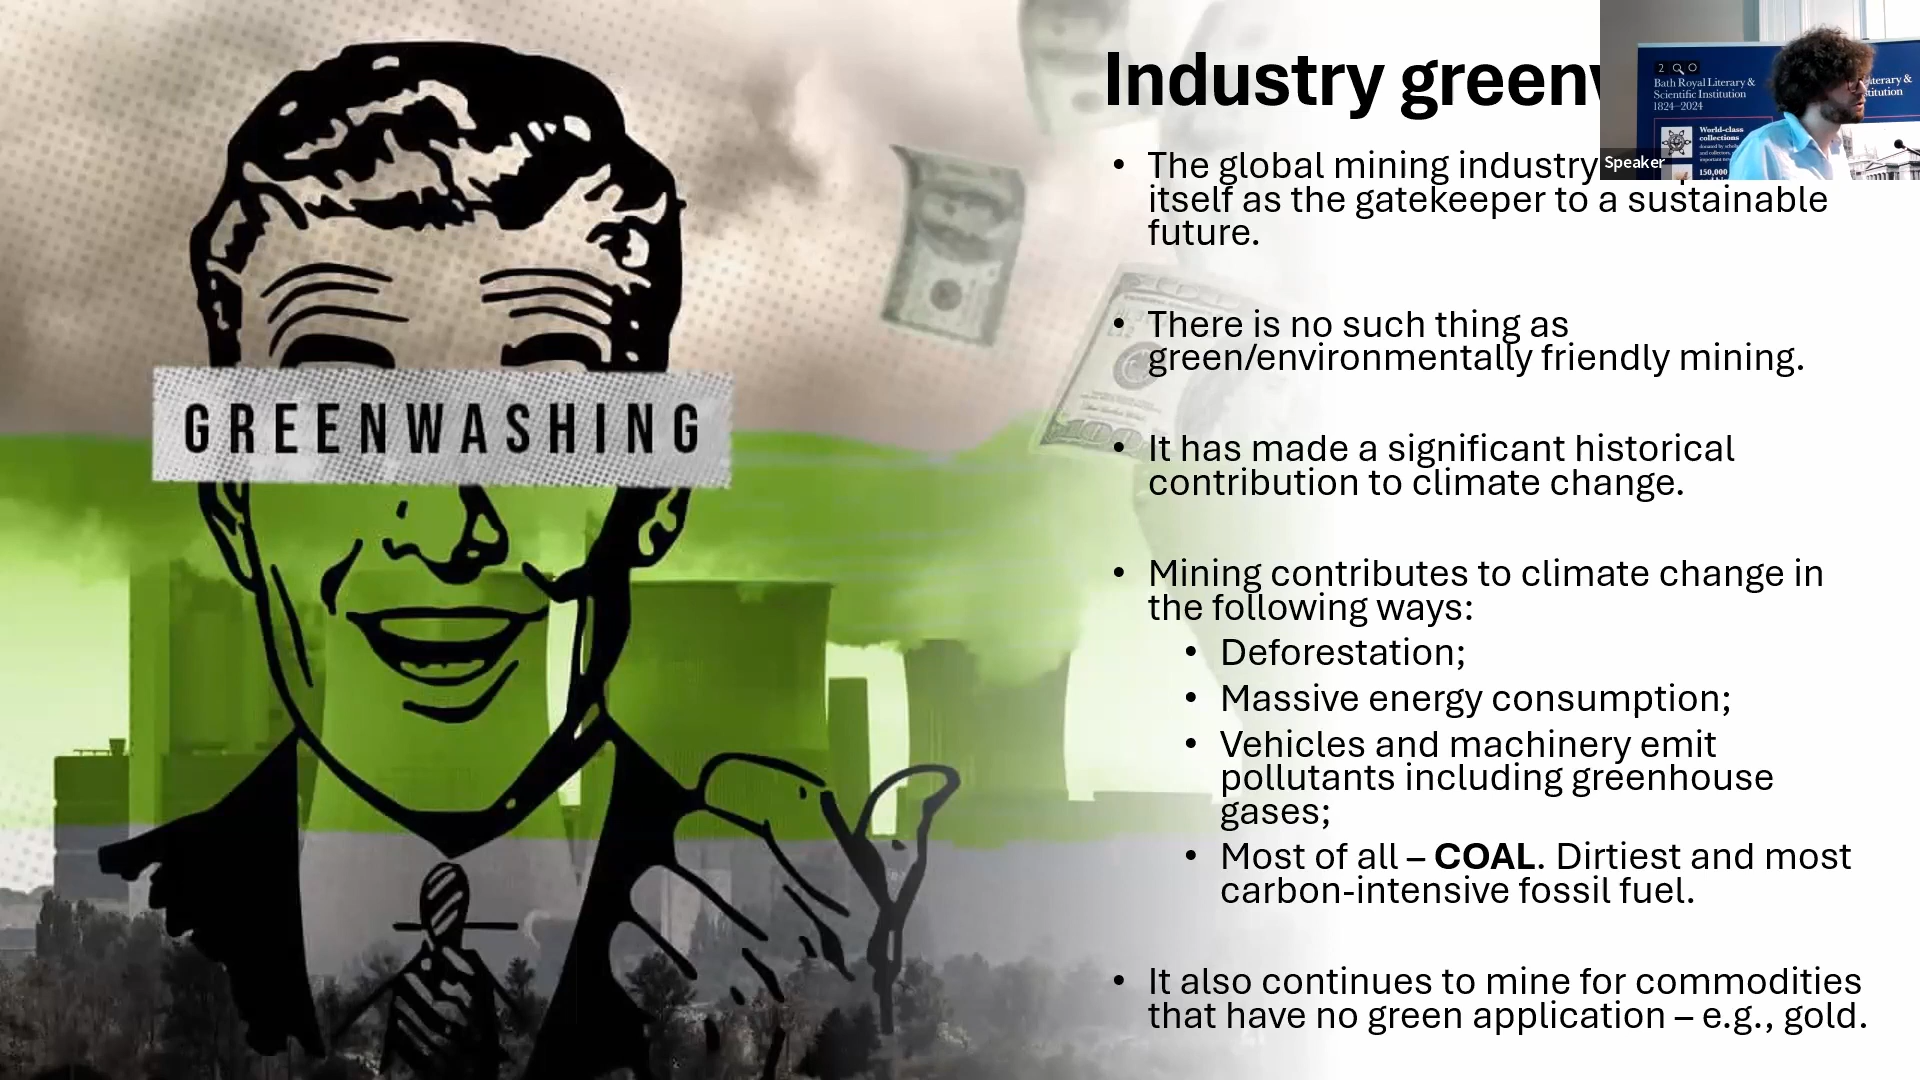 Industry green
The global mining industry
itself as the gatekeeper to a sustainable
future.
There is no such thing as
green/environmentally friendly mining.
It has made a significant historical
contribution to climate change.
Mining contributes to climate change in
the following ways:
Deforestation;
Massive energy consumption;
Vehicles and machinery emit
pollutants including greenhouse
gases;
Most of all – COAL. Dirtiest and most
carbon-intensive fossil fuel.
It also continues to mine for commodities
that have no green application – e.g., gold.
GREENWASHING
100
Bath Royal Literary &
Scientific Institution
1824–2024
World-class
collections
150,000
Speaker